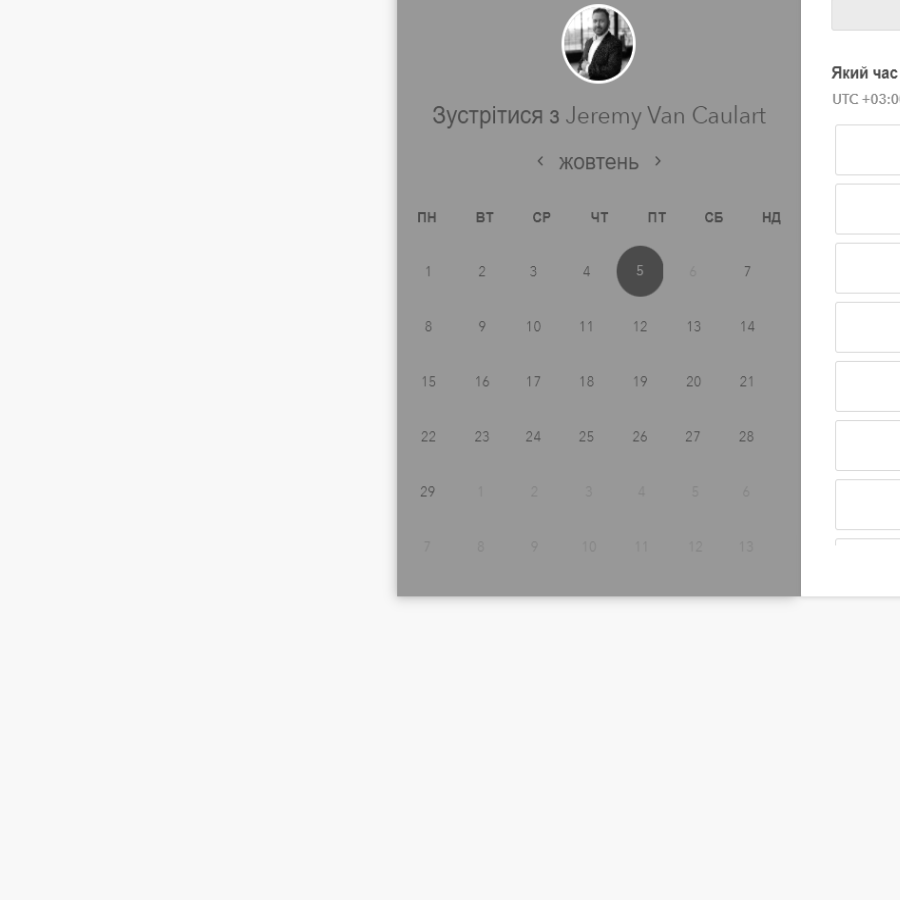 Зустрітися з Jeremy Van Caulart
‹ жовтень ›
ПН ВТ СР ЧТ ПТ СБ НД
1 2 3 4 5 6 7
8 9 10 11 12 13 14
15 16 17 18 19 20 21
22 23 24 25 26 27 28
29 1 2 3 4 5 6
7 8 9 10 11 12 13
Який час
UTC +03:0